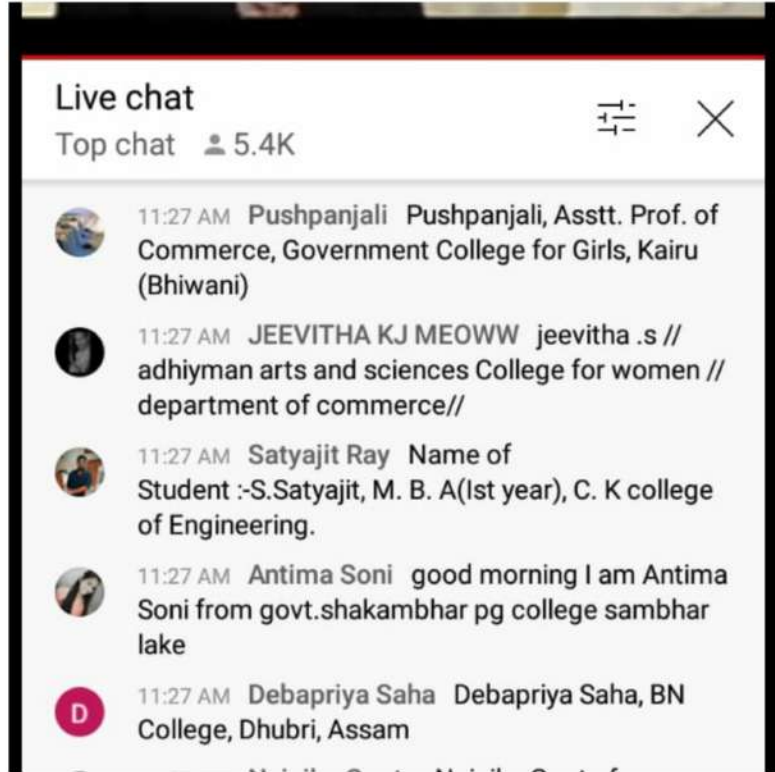 Live chat
Top chat 5.4K
11:27 AM Pushpanjali Pushpanjali, Asstt. Prof. of
Commerce, Government College for Girls, Kairu
(Bhiwani)
11:27 AM JEEVITHA KJ MEOWW jeevitha .s //
adhiyman arts and sciences College for women //
department of commerce//
11:27 AM Satyajit Ray Name of
Student :-S.Satyajit, M. B. A(Ist year), C. K college
of Engineering.
11:27 AM Antima Soni good morning I am Antima
Soni from govt.shakambhar pg college sambhar
lake
D
11:27 AM Debapriya Saha Debapriya Saha, BN
College, Dhubri, Assam